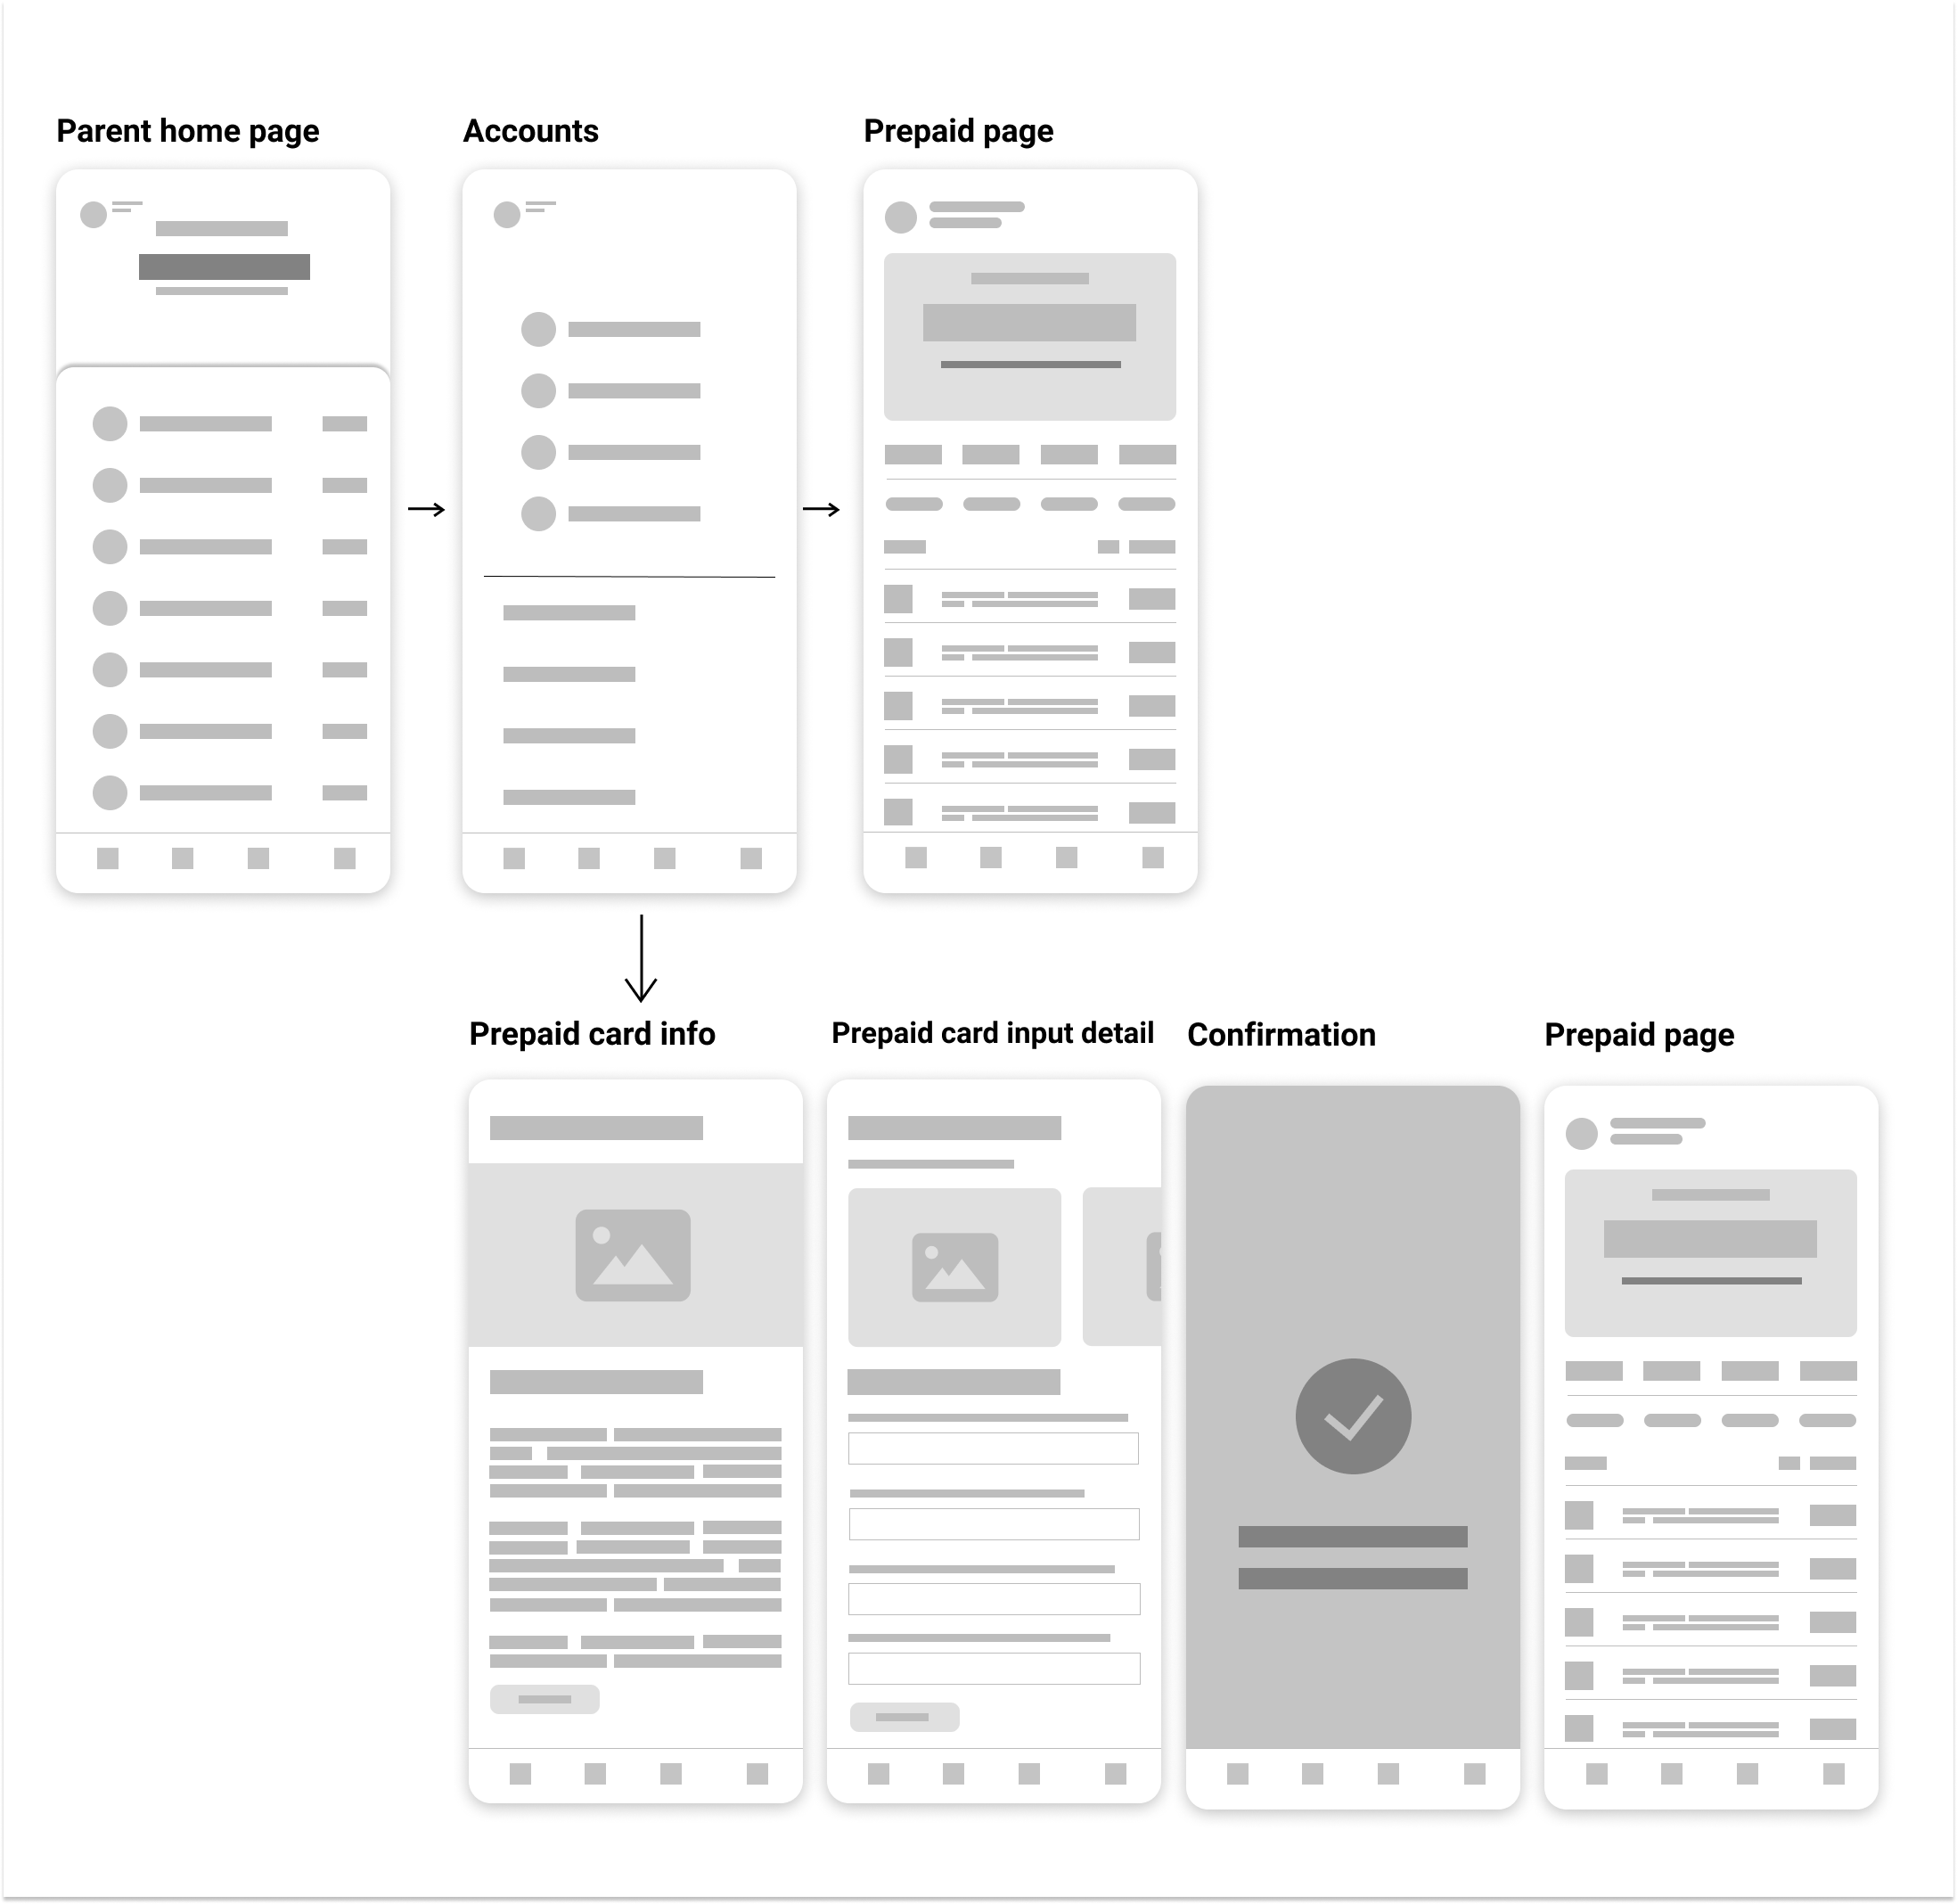 Parent home page
Accounts
Prepaid page
Prepaid card info
Prepaid card input detail
Confirmation
Prepaid page